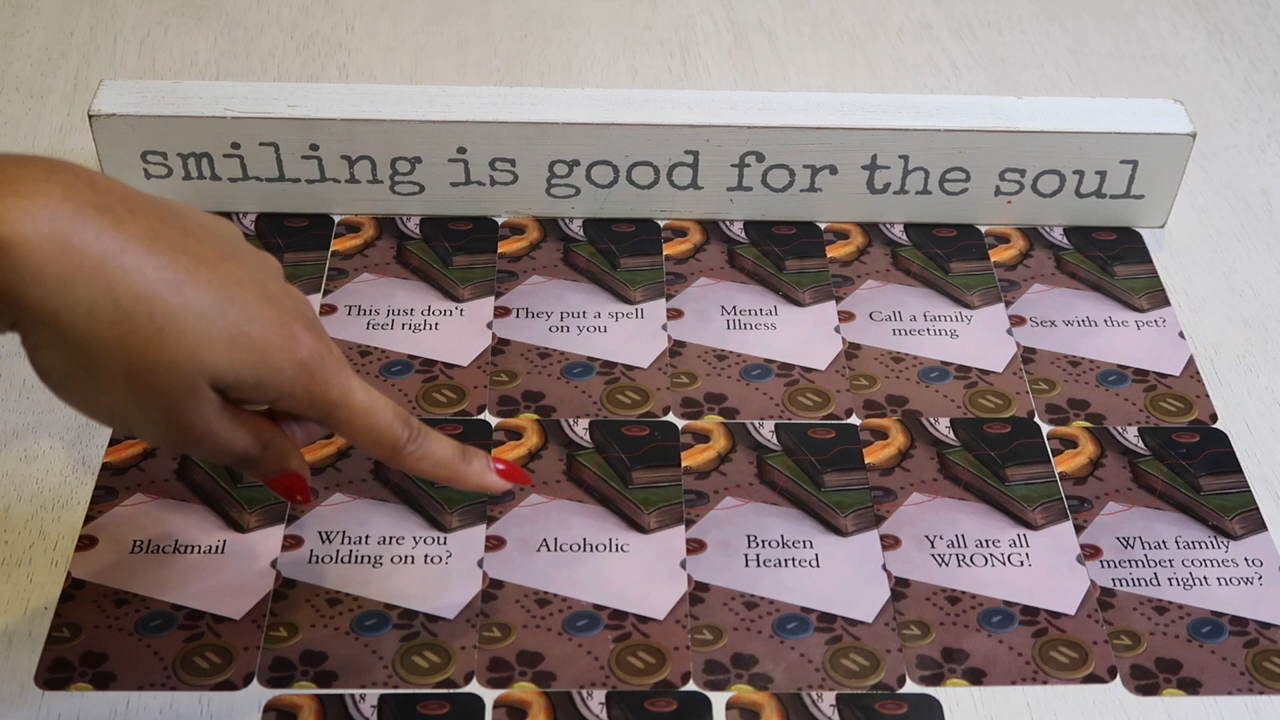 smiling is good for the soul
This just don't
feel right
They put a spell
on you
Mental
Illness
Call a family
meeting
Sex with the pet?
Blackmail
What are you
holding on to?
Alcoholic
Broken
Hearted
Y'all are all
WRONG!
What family
member comes to
mind right now?